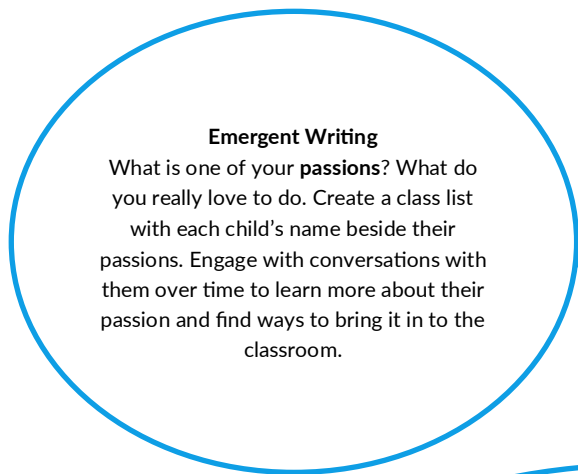 Emergent Writing
What is one of your passions? What do
you really love to do. Create a class list
with each child’s name beside their
passions. Engage with conversations with
them over time to learn more about their
passion and find ways to bring it in to the
classroom.